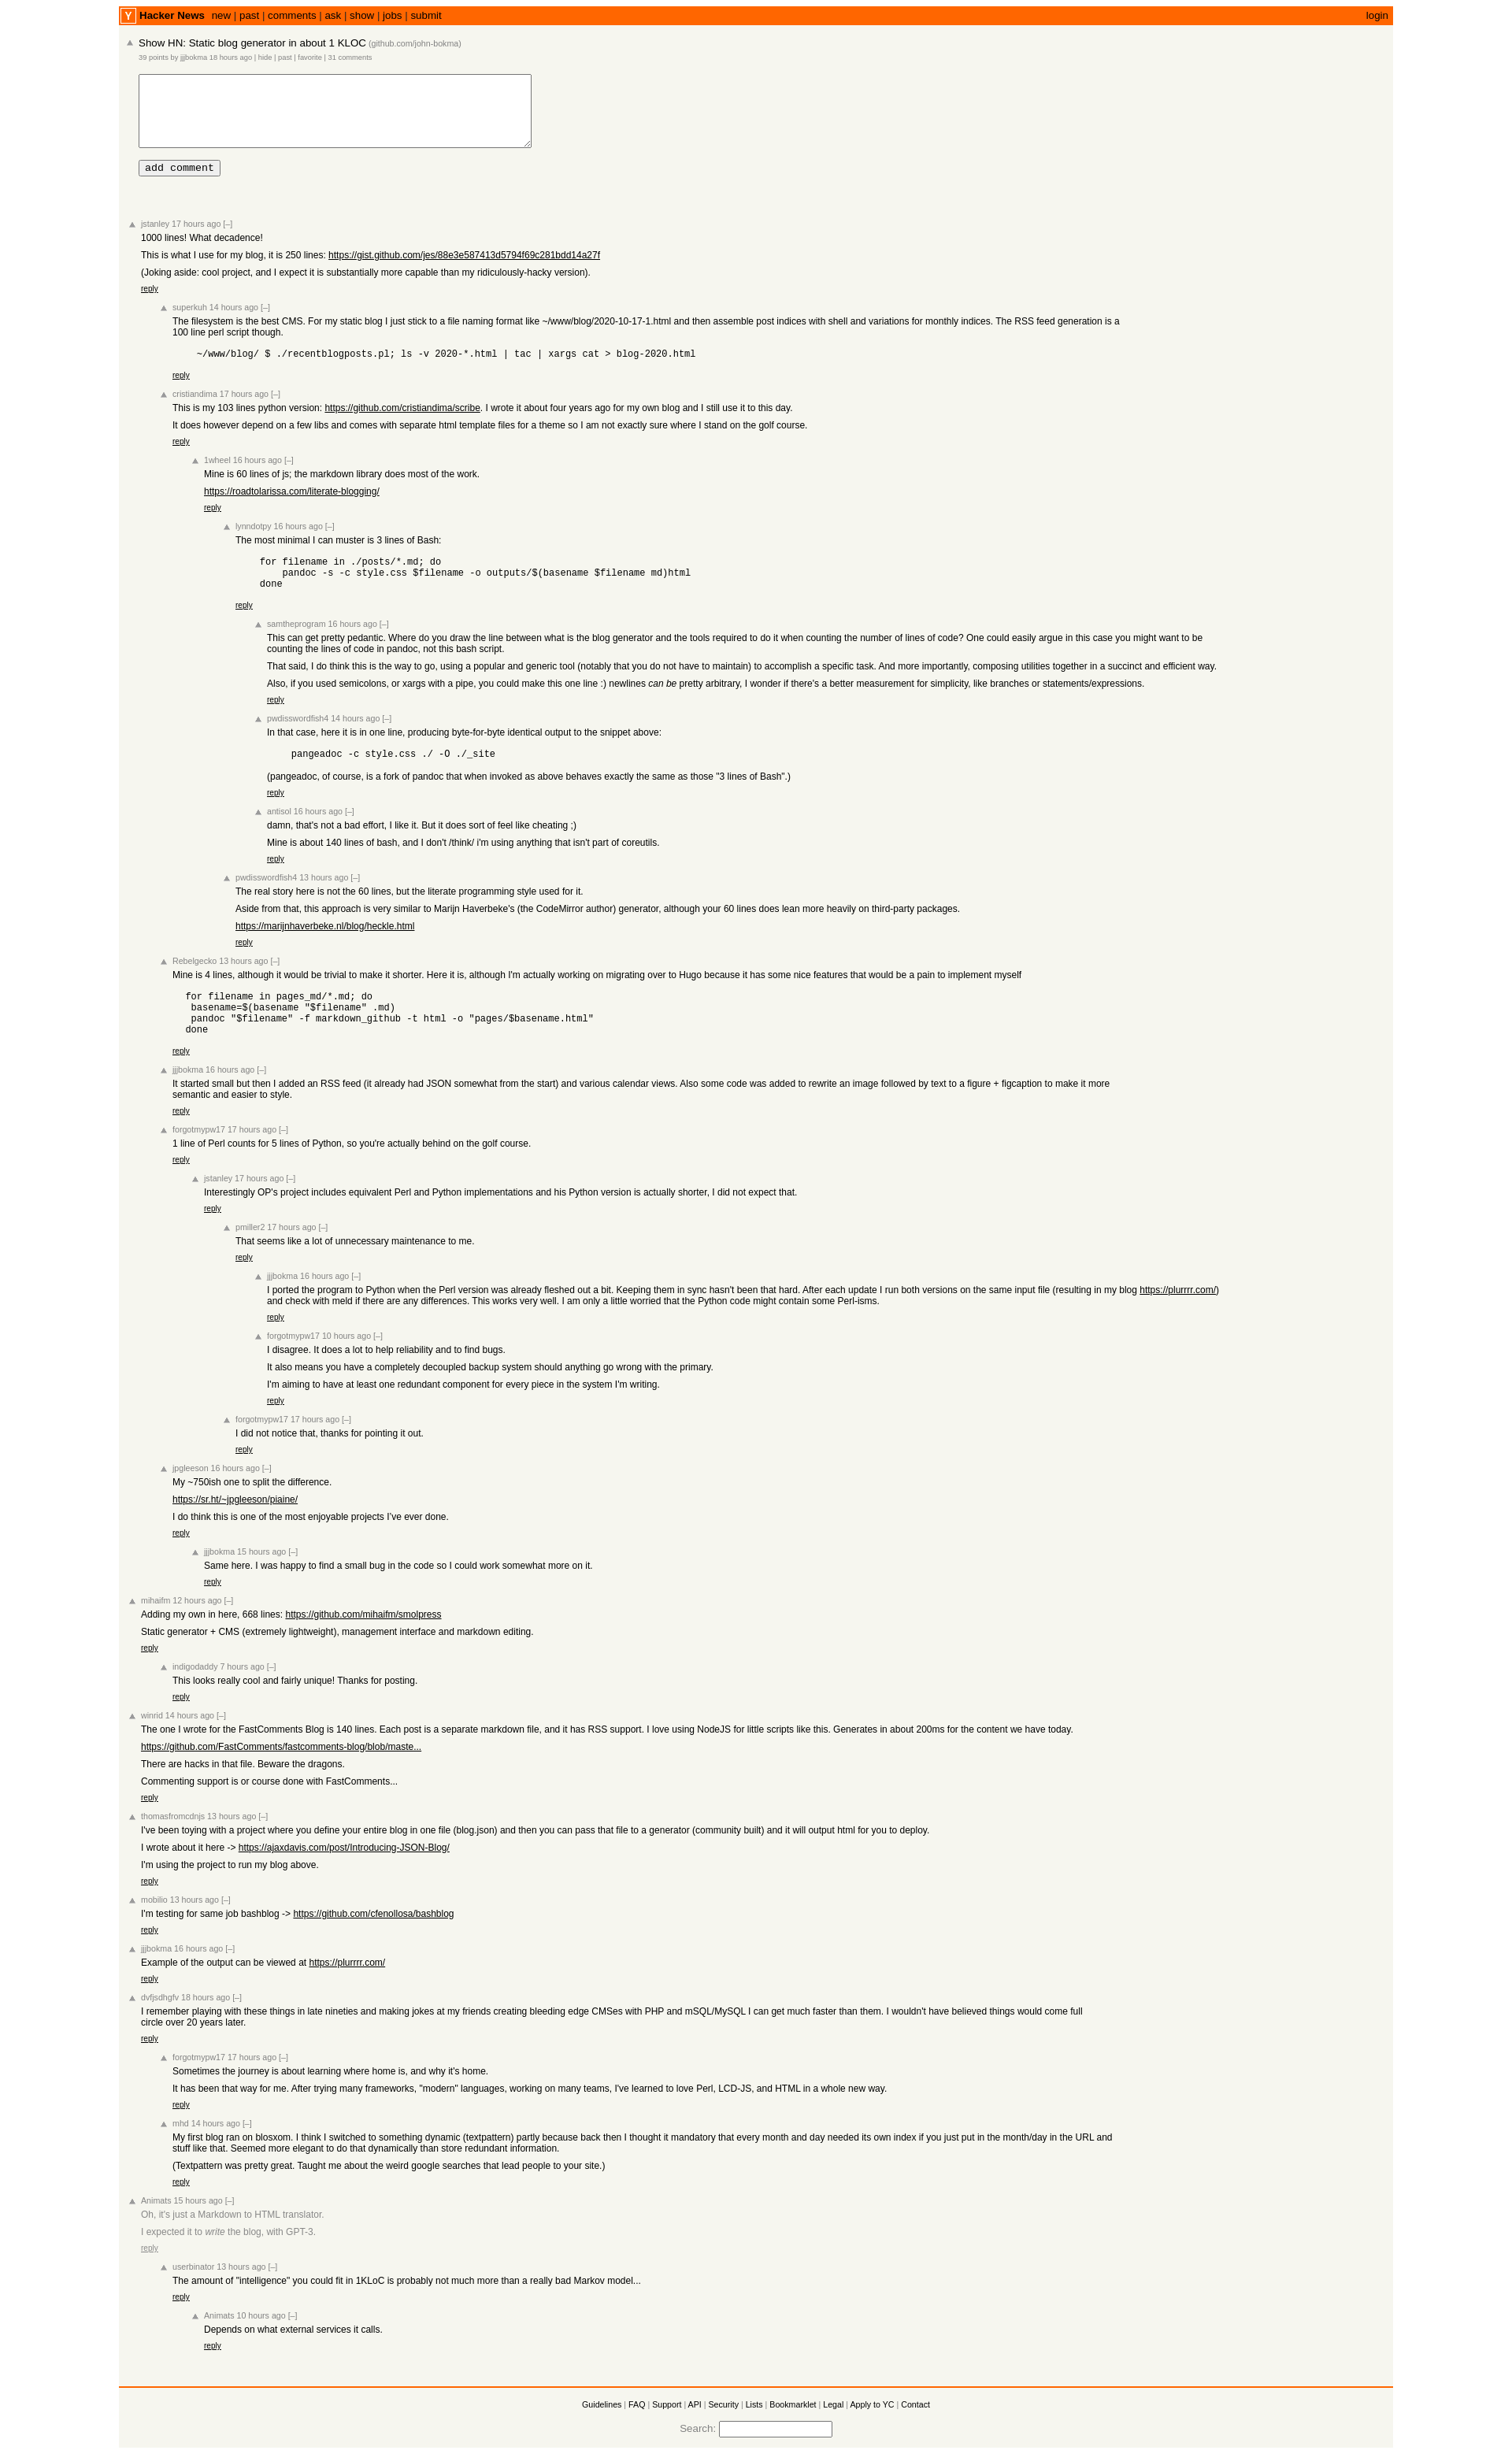 Y Hacker News new | past | comments | ask | show | jobs | submit login
Show HN: Static blog generator in about 1 KLOC (github.com/john-bokma)
39 points by jjjbokma 18 hours ago | hide | past | favorite | 31 comments
add comment
jstanley 17 hours ago [–]
1000 lines! What decadence!
This is what I use for my blog, it is 250 lines: https://gist.github.com/jes/88e3e587413d5794f69c281bdd14a27f
(Joking aside: cool project, and I expect it is substantially more capable than my ridiculously-hacky version).
reply
superkuh 14 hours ago [–]
The filesystem is the best CMS. For my static blog I just stick to a file naming format like ~/www/blog/2020-10-17-1.html and then assemble post indices with shell and variations for monthly indices. The RSS feed generation is a
100 line perl script though.
~/www/blog/ $ ./recentblogposts.pl; ls -v 2020-*.html | tac | xargs cat > blog-2020.html
reply
cristiandima 17 hours ago [–]
This is my 103 lines python version: https://github.com/cristiandima/scribe. I wrote it about four years ago for my own blog and I still use it to this day.
It does however depend on a few libs and comes with separate html template files for a theme so I am not exactly sure where I stand on the golf course.
reply
1wheel 16 hours ago [–]
Mine is 60 lines of js; the markdown library does most of the work.
https://roadtolarissa.com/literate-blogging/
reply
lynndotpy 16 hours ago [–]
The most minimal I can muster is 3 lines of Bash:
for filename in ./posts/*.md; do
pandoc -s -c style.css $filename -o outputs/$(basename $filename md)html
done
reply
samtheprogram 16 hours ago [–]
This can get pretty pedantic. Where do you draw the line between what is the blog generator and the tools required to do it when counting the number of lines of code? One could easily argue in this case you might want to be
counting the lines of code in pandoc, not this bash script.
That said, I do think this is the way to go, using a popular and generic tool (notably that you do not have to maintain) to accomplish a specific task. And more importantly, composing utilities together in a succinct and efficient way.
Also, if you used semicolons, or xargs with a pipe, you could make this one line :) newlines can be pretty arbitrary, I wonder if there's a better measurement for simplicity, like branches or statements/expressions.
reply
pwdisswordfish4 14 hours ago [–]
In that case, here it is in one line, producing byte-for-byte identical output to the snippet above:
pangeadoc -c style.css ./ -O ./_site
(pangeadoc, of course, is a fork of pandoc that when invoked as above behaves exactly the same as those "3 lines of Bash".)
reply
antisol 16 hours ago [–]
damn, that's not a bad effort, I like it. But it does sort of feel like cheating ;)
Mine is about 140 lines of bash, and I don't /think/ i'm using anything that isn't part of coreutils.
reply
pwdisswordfish4 13 hours ago [–]
The real story here is not the 60 lines, but the literate programming style used for it.
Aside from that, this approach is very similar to Marijn Haverbeke's (the CodeMirror author) generator, although your 60 lines does lean more heavily on third-party packages.
https://marijnhaverbeke.nl/blog/heckle.html
reply
Rebelgecko 13 hours ago [–]
Mine is 4 lines, although it would be trivial to make it shorter. Here it is, although I'm actually working on migrating over to Hugo because it has some nice features that would be a pain to implement myself
for filename in pages_md/*.md; do
basename=$(basename "$filename" .md)
pandoc "$filename" -f markdown_github -t html -o "pages/$basename.html"
done
reply
jjjbokma 16 hours ago [–]
It started small but then I added an RSS feed (it already had JSON somewhat from the start) and various calendar views. Also some code was added to rewrite an image followed by text to a figure + figcaption to make it more
semantic and easier to style.
reply
forgotmypw17 17 hours ago [–]
1 line of Perl counts for 5 lines of Python, so you're actually behind on the golf course.
reply
jstanley 17 hours ago [–]
Interestingly OP's project includes equivalent Perl and Python implementations and his Python version is actually shorter, I did not expect that.
reply
pmiller2 17 hours ago [–]
That seems like a lot of unnecessary maintenance to me.
reply
jjjbokma 16 hours ago [–]
I ported the program to Python when the Perl version was already fleshed out a bit. Keeping them in sync hasn't been that hard. After each update I run both versions on the same input file (resulting in my blog https://plurrrr.com/)
and check with meld if there are any differences. This works very well. I am only a little worried that the Python code might contain some Perl-isms.
reply
forgotmypw17 10 hours ago [–]
I disagree. It does a lot to help reliability and to find bugs.
It also means you have a completely decoupled backup system should anything go wrong with the primary.
I'm aiming to have at least one redundant component for every piece in the system I'm writing.
reply
forgotmypw17 17 hours ago [–]
I did not notice that, thanks for pointing it out.
reply
jpgleeson 16 hours ago [–]
My ~750ish one to split the difference.
https://sr.ht/~jpgleeson/piaine/
I do think this is one of the most enjoyable projects I've ever done.
reply
jjjbokma 15 hours ago [–]
Same here. I was happy to find a small bug in the code so I could work somewhat more on it.
reply
mihaifm 12 hours ago [–]
Adding my own in here, 668 lines: https://github.com/mihaifm/smolpress
Static generator + CMS (extremely lightweight), management interface and markdown editing.
reply
indigodaddy 7 hours ago [–]
This looks really cool and fairly unique! Thanks for posting.
reply
winrid 14 hours ago [–]
The one I wrote for the FastComments Blog is 140 lines. Each post is a separate markdown file, and it has RSS support. I love using NodeJS for little scripts like this. Generates in about 200ms for the content we have today.
https://github.com/FastComments/fastcomments-blog/blob/maste...
There are hacks in that file. Beware the dragons.
Commenting support is or course done with FastComments...
reply
thomasfromcdnjs 13 hours ago [–]
I've been toying with a project where you define your entire blog in one file (blog.json) and then you can pass that file to a generator (community built) and it will output html for you to deploy.
I wrote about it here -> https://ajaxdavis.com/post/Introducing-JSON-Blog/
I'm using the project to run my blog above.
reply
mobilio 13 hours ago [–]
I'm testing for same job bashblog -> https://github.com/cfenollosa/bashblog
reply
jjjbokma 16 hours ago [–]
Example of the output can be viewed at https://plurrrr.com/
reply
dvfjsdhgfv 18 hours ago [–]
I remember playing with these things in late nineties and making jokes at my friends creating bleeding edge CMSes with PHP and mSQL/MySQL I can get much faster than them. I wouldn't have believed things would come full
circle over 20 years later.
reply
forgotmypw17 17 hours ago [–]
Sometimes the journey is about learning where home is, and why it's home.
It has been that way for me. After trying many frameworks, "modern" languages, working on many teams, I've learned to love Perl, LCD-JS, and HTML in a whole new way.
reply
mhd 14 hours ago [–]
My first blog ran on blosxom. I think I switched to something dynamic (textpattern) partly because back then I thought it mandatory that every month and day needed its own index if you just put in the month/day in the URL and
stuff like that. Seemed more elegant to do that dynamically than store redundant information.
(Textpattern was pretty great. Taught me about the weird google searches that lead people to your site.)
reply
Animats 15 hours ago [–]
Oh, it's just a Markdown to HTML translator.
I expected it to write the blog, with GPT-3.
reply
userbinator 13 hours ago [–]
The amount of "intelligence" you could fit in 1KLoC is probably not much more than a really bad Markov model...
reply
Animats 10 hours ago [–]
Depends on what external services it calls.
reply
Guidelines | FAQ | Support | API | Security | Lists | Bookmarklet | Legal | Apply to YC | Contact
Search: